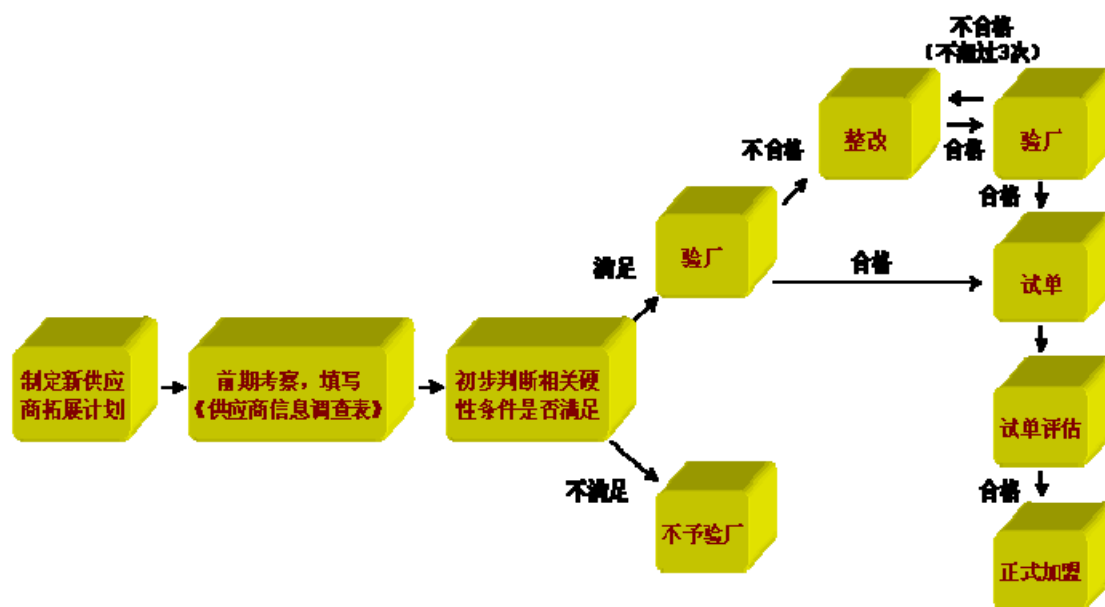 不合格
(不超过3次)
整改
验厂
不合格
合格
合格
验厂
满足
合格
试单
制定新供应
商拓展计划
前期考察，填写
《供应商信息调查表》
初步判断相关硬
性条件是否满足
试单评估
不满足
合格
不予验厂
正式加盟